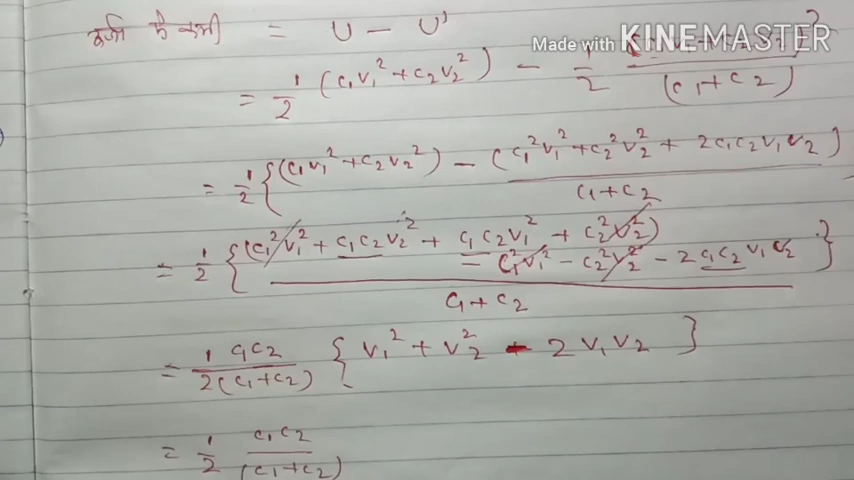 ऊर्जा में कमी = U - U'
Made with KINEMASTER
= 1/2 (c₁v₁² + c₂v₂²) - 1/2 (c₁+c₂)
= 1/2 { (c₁v₁² + c₂v₂²) - (c₁²v₁² + c₂²v₂² + 2c₁c₂v₁v₂) / c₁+c₂
= 1/2 { (c₁²v₁² + c₁c₂v₂² + c₁c₂v₁² + c₂²v₂²)
= c₁²v₁² - c₂²v₂² - 2c₁c₂v₁v₂ }
c₁+c₂
= 1 c₁c₂ / 2(c₁+c₂) { v₁² + v₂² - 2v₁v₂ }
= 1/2 c₁c₂ / (c₁+c₂)